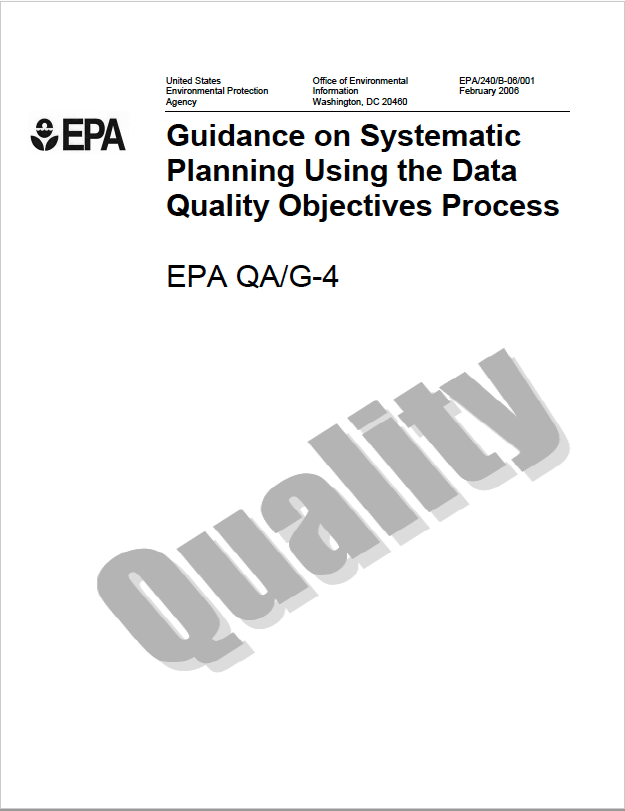 United States
Environmental Protection
Agency
Office of Environmental
Information
Washington, DC 20460
EPA/240/B-06/001
February 2006
EPA
Guidance on Systematic
Planning Using the Data
Quality Objectives Process
EPA QA/G-4
Quality